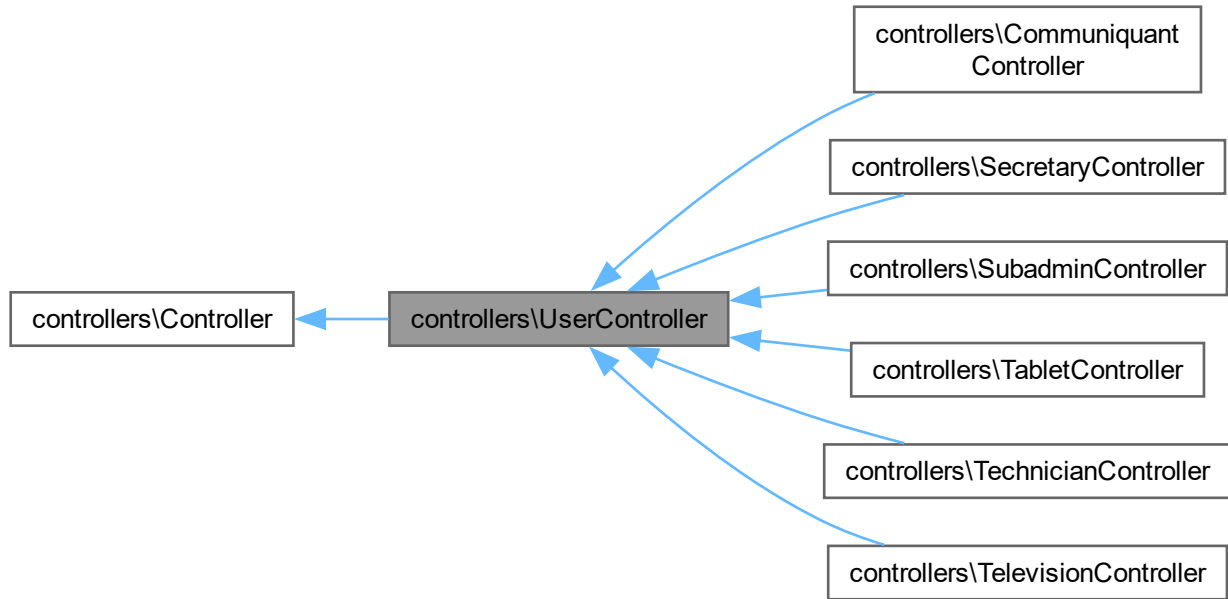 controllers\Communiquant
Controller
controllers\SecretaryController
controllers\SubadminController
controllers\Controller
controllers\UserController
controllers\TabletController
controllers\TechnicianController
controllers\TelevisionController